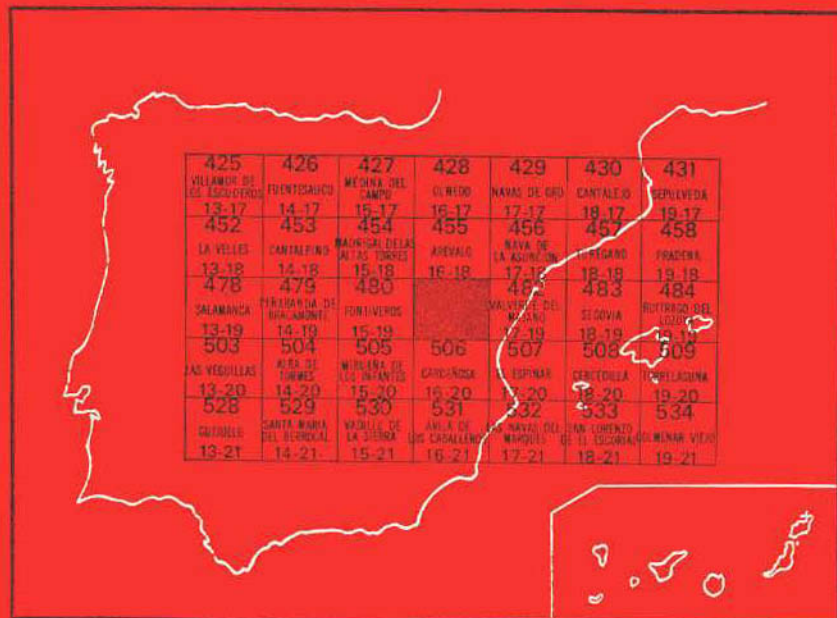 425 426 427 428 429 430 431
VILLAMOR DE LOS ESCUDEROS FUENTESAUCO MEDINA DEL CAMPO OLMEDO NAVAS DE ORO CANTALEJO SEPULVEDA
13-17 14-17 15-17 16-17 17-17 18-17 19-17
452 453 454 455 456 457 458
LA VELLES CANTALPINO MADRIGAL DE LAS ALTAS TORRES AREVALO NAVA DE LA ASUNCION TUREGANO PRADENA
13-18 14-18 15-18 16-18 17-18 18-18 19-18
478 479 480 482 483 484
SALAMANCA PEÑARANDA DE BRACAMONTE FONTIVEROS VALVERDE DEL MAJANO SEGOVIA BUITRAGO DEL LOZOYA
13-19 14-19 15-19 17-19 18-19 19-19
503 504 505 506 507 508 509
LAS VEGUILLAS ALBA DE TORMES MIRUEÑA DE LOS INFANTES CARDEÑOSA EL ESPINAR CERCEDILLA TORRELAGUNA
13-20 14-20 15-20 16-20 17-20 18-20 19-20
528 529 530 531 532 533 534
GUIJUELO SANTA MARIA DEL BERROCAL VADILLO DE LA SIERRA AVILA DE LOS CABALLEROS LAS NAVAS DEL MARQUES SAN LORENZO DE EL ESCORIAL COLMENAR VIEJO
13-21 14-21 15-21 16-21 17-21 18-21 19-21